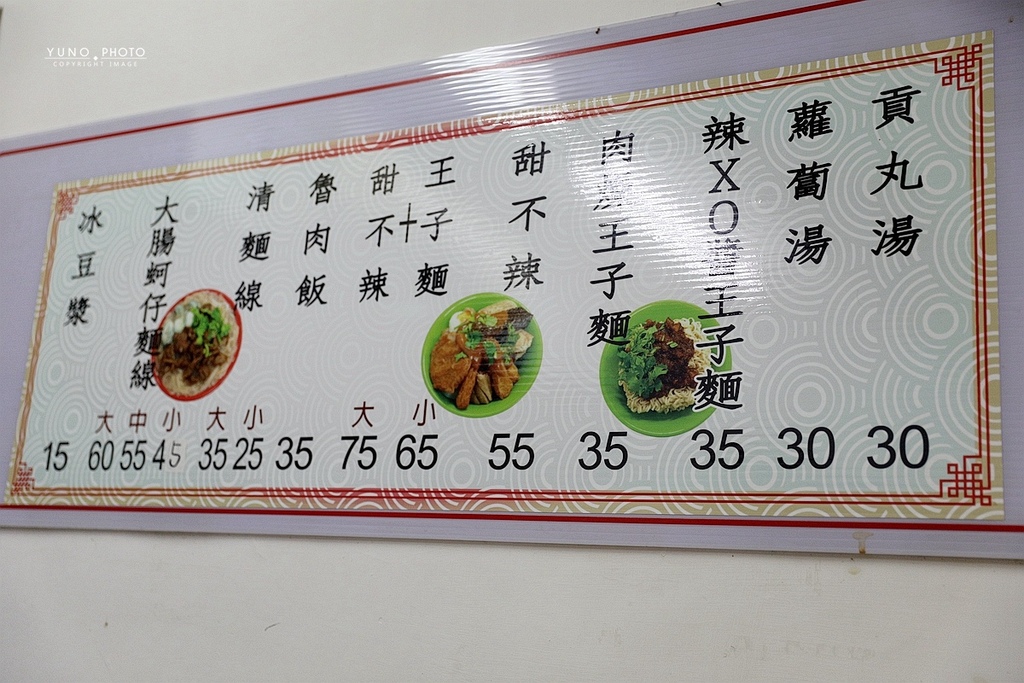 YUNO PHOTO
COPYRIGHT IMAGE
貢丸湯
30
蘿蔔湯
30
辣XO醬王子麵
35
肉燥王子麵
35
甜不辣
55
王子麵
+
甜不辣
大 小
75 65
魯肉飯
35
清麵線
大 小
35 25
大腸蚵仔麵線
大 中 小
60 55 45
冰豆漿
15